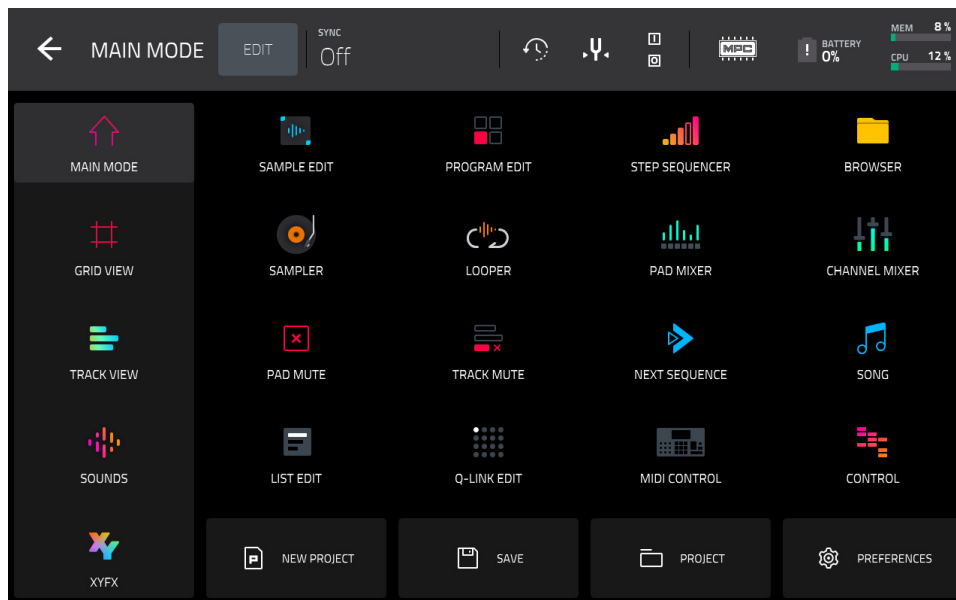 MAIN MODE
EDIT
SYNC
Off
MPC
!
BATTERY
0%
MEM 8%
CPU 12%
MAIN MODE
SAMPLE EDIT
PROGRAM EDIT
STEP SEQUENCER
BROWSER
GRID VIEW
SAMPLER
LOOPER
PAD MIXER
CHANNEL MIXER
TRACK VIEW
PAD MUTE
TRACK MUTE
NEXT SEQUENCE
SONG
SOUNDS
LIST EDIT
Q-LINK EDIT
MIDI CONTROL
CONTROL
XY
XYFX
P
NEW PROJECT
SAVE
PROJECT
PREFERENCES